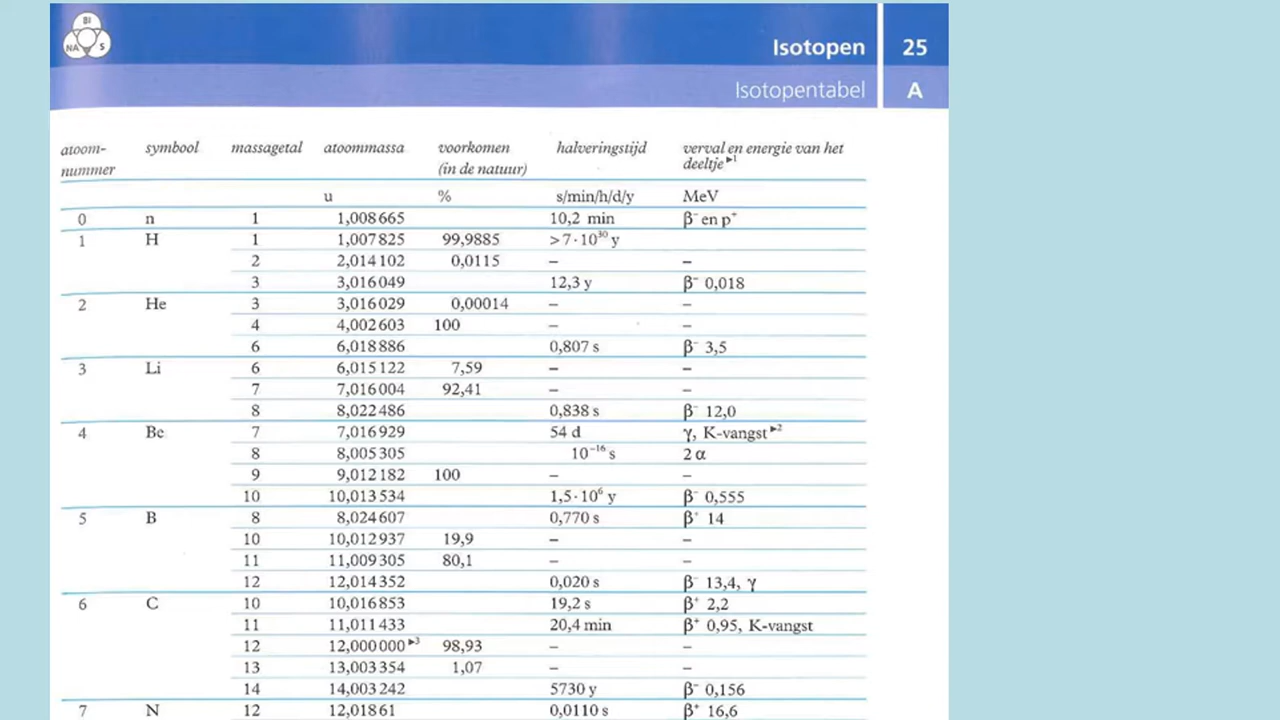 BI
NA S
Isotopen 25
Isotopentabel A
atoom-nummer symbool massagetal atoommassa voorkomen (in de natuur) halveringstijd verval en energie van het deeltje ▸1
u % s/min/h/d/y MeV
0 n 1 1,008665 10,2 min β⁻ en p⁺
1 H 1 1,007825 99,9885 >7·10³⁰ y
2 2,014102 0,0115 – –
3 3,016049 12,3 y β⁻ 0,018
2 He 3 3,016029 0,00014 – –
4 4,002603 100 – –
6 6,018886 0,807 s β⁻ 3,5
3 Li 6 6,015122 7,59 – –
7 7,016004 92,41 – –
8 8,022486 0,838 s β⁻ 12,0
4 Be 7 7,016929 54 d γ, K-vangst ▸2
8 8,005305 10⁻¹⁶ s 2 α
9 9,012182 100 – –
10 10,013534 1,5·10⁶ y β⁻ 0,555
5 B 8 8,024607 0,770 s β⁺ 14
10 10,012937 19,9 – –
11 11,009305 80,1 – –
12 12,014352 0,020 s β⁻ 13,4, γ
6 C 10 10,016853 19,2 s β⁺ 2,2
11 11,011433 20,4 min β⁺ 0,95, K-vangst
12 12,000000 ▸3 98,93 – –
13 13,003354 1,07 – –
14 14,003242 5730 y β⁻ 0,156
7 N 12 12,01861 0,0110 s β⁺ 16,6